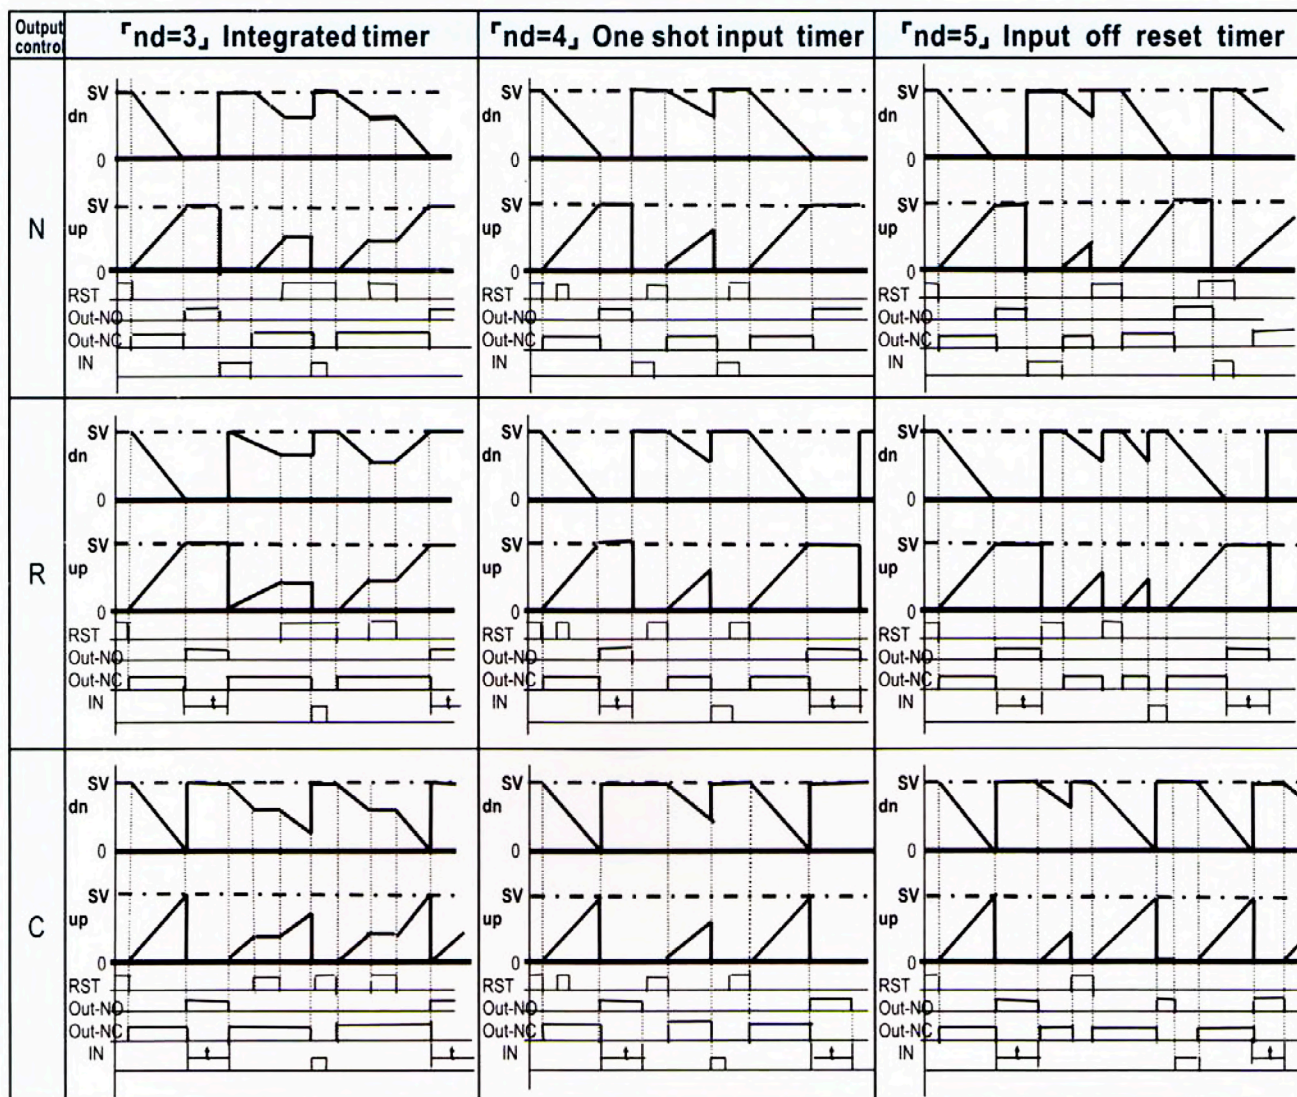 Output control
「nd=3」 Integrated timer
「nd=4」 One shot input timer
「nd=5」 Input off reset timer
N
SV
dn
0
SV
up
0
RST
Out-NO
Out-NC
IN
SV
dn
0
SV
up
0
RST
Out-NO
Out-NC
IN
SV
dn
0
SV
up
0
RST
Out-NO
Out-NC
IN
R
SV
dn
0
SV
up
0
RST
Out-NO
Out-NC
IN
t
t
SV
dn
0
SV
up
0
RST
Out-NO
Out-NC
IN
t
t
SV
dn
0
SV
up
0
RST
Out-NO
Out-NC
IN
t
t
C
SV
dn
0
SV
up
0
RST
Out-NO
Out-NC
IN
t
t
SV
dn
0
SV
up
0
RST
Out-NO
Out-NC
IN
t
t
SV
dn
0
SV
up
0
RST
Out-NO
Out-NC
IN
t
t